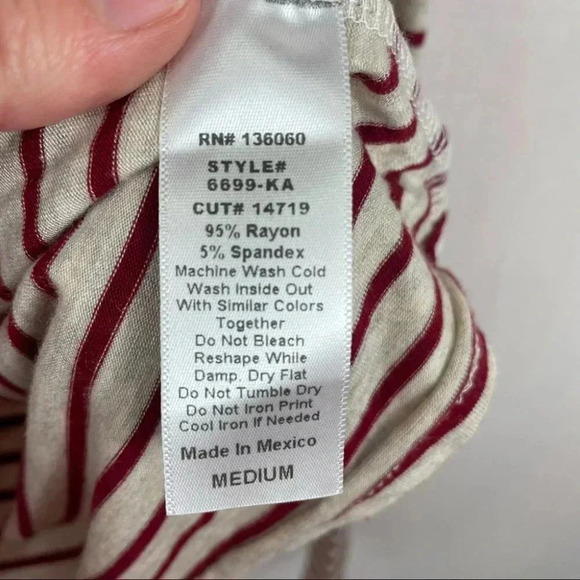 RN# 136060
STYLE#
6699-KA
CUT# 14719
95% Rayon
5% Spandex
Machine Wash Cold
Wash Inside Out
With Similar Colors
Together
Do Not Bleach
Reshape While
Damp. Dry Flat
Do Not Tumble Dry
Do Not Iron Print
Cool Iron If Needed
Made In Mexico
MEDIUM